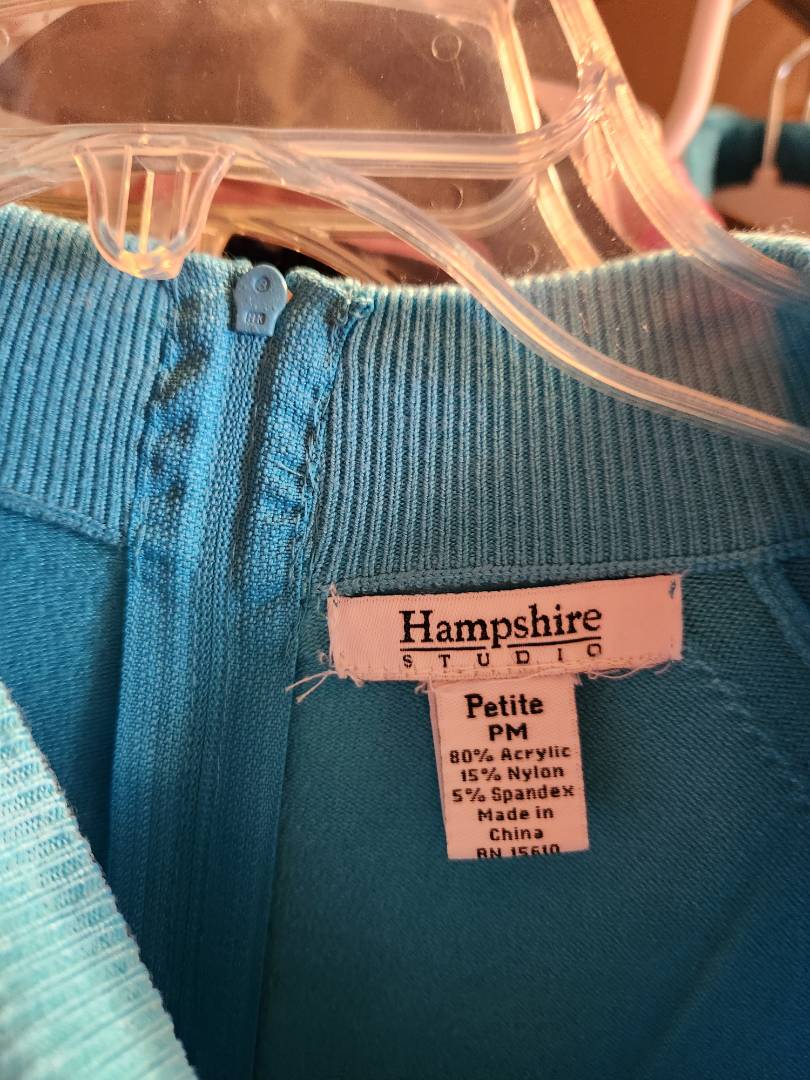 Hampshire
STUDIO
Petite
PM
80% Acrylic
15% Nylon
5% Spandex
Made in
China
RN 15610